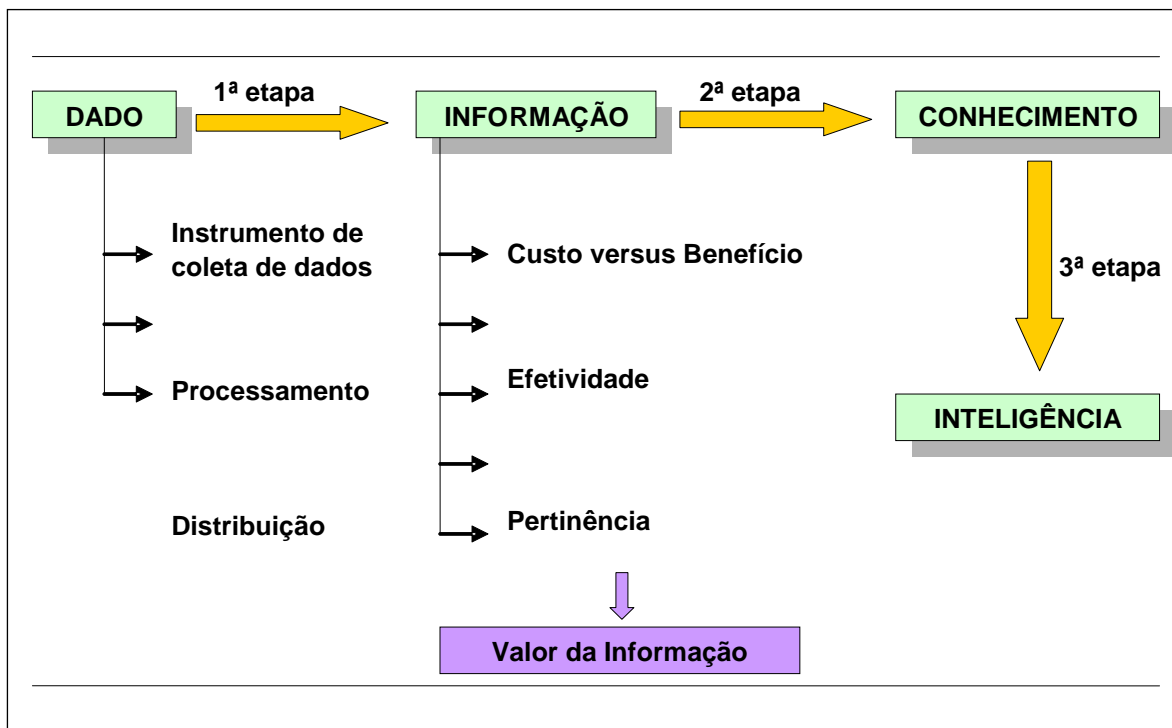 1ª etapa
2ª etapa
DADO
INFORMAÇÃO
CONHECIMENTO
Instrumento de
coleta de dados
Custo versus Benefício
3ª etapa
Processamento
Efetividade
INTELIGÊNCIA
Distribuição
Pertinência
Valor da Informação